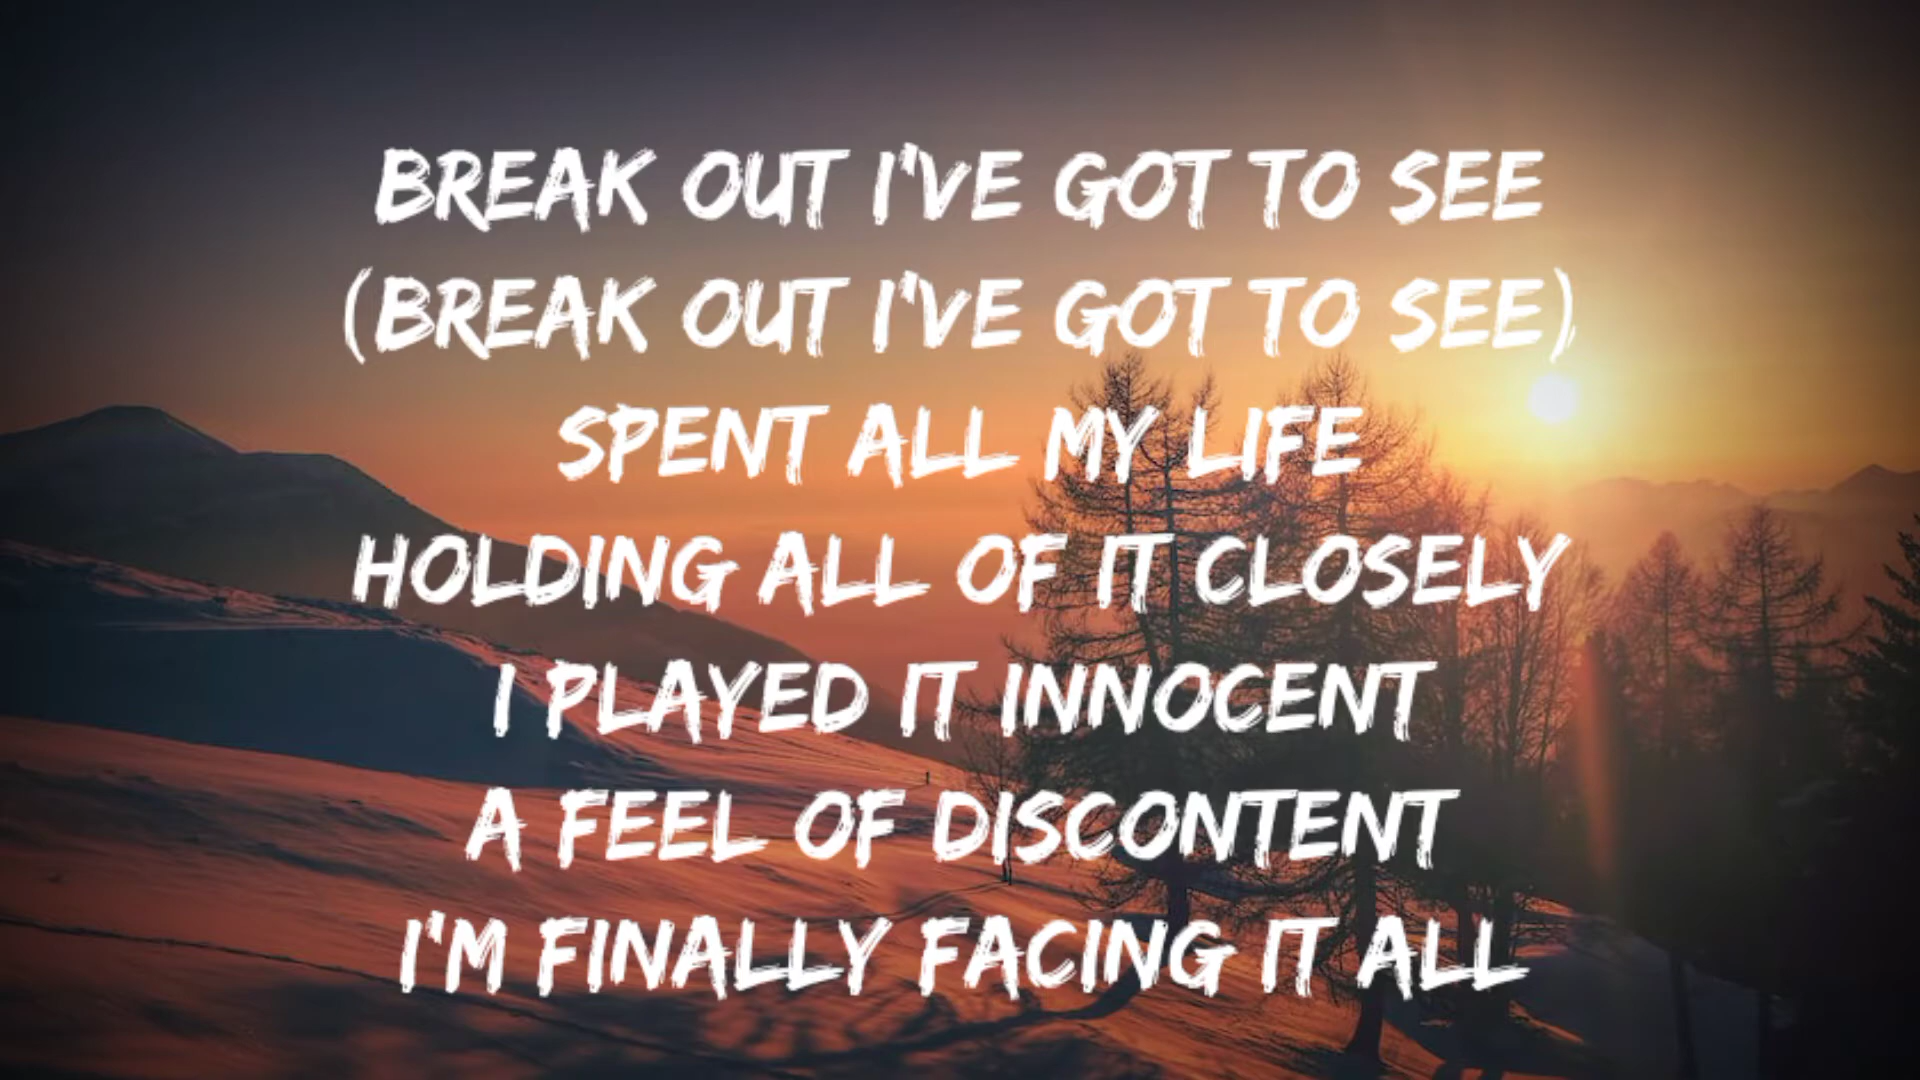 BREAK OUT I'VE GOT TO SEE
(BREAK OUT I'VE GOT TO SEE)
SPENT ALL MY LIFE
HOLDING ALL OF IT CLOSELY
I PLAYED IT INNOCENT
A FEEL OF DISCONTENT
I'M FINALLY FACING IT ALL